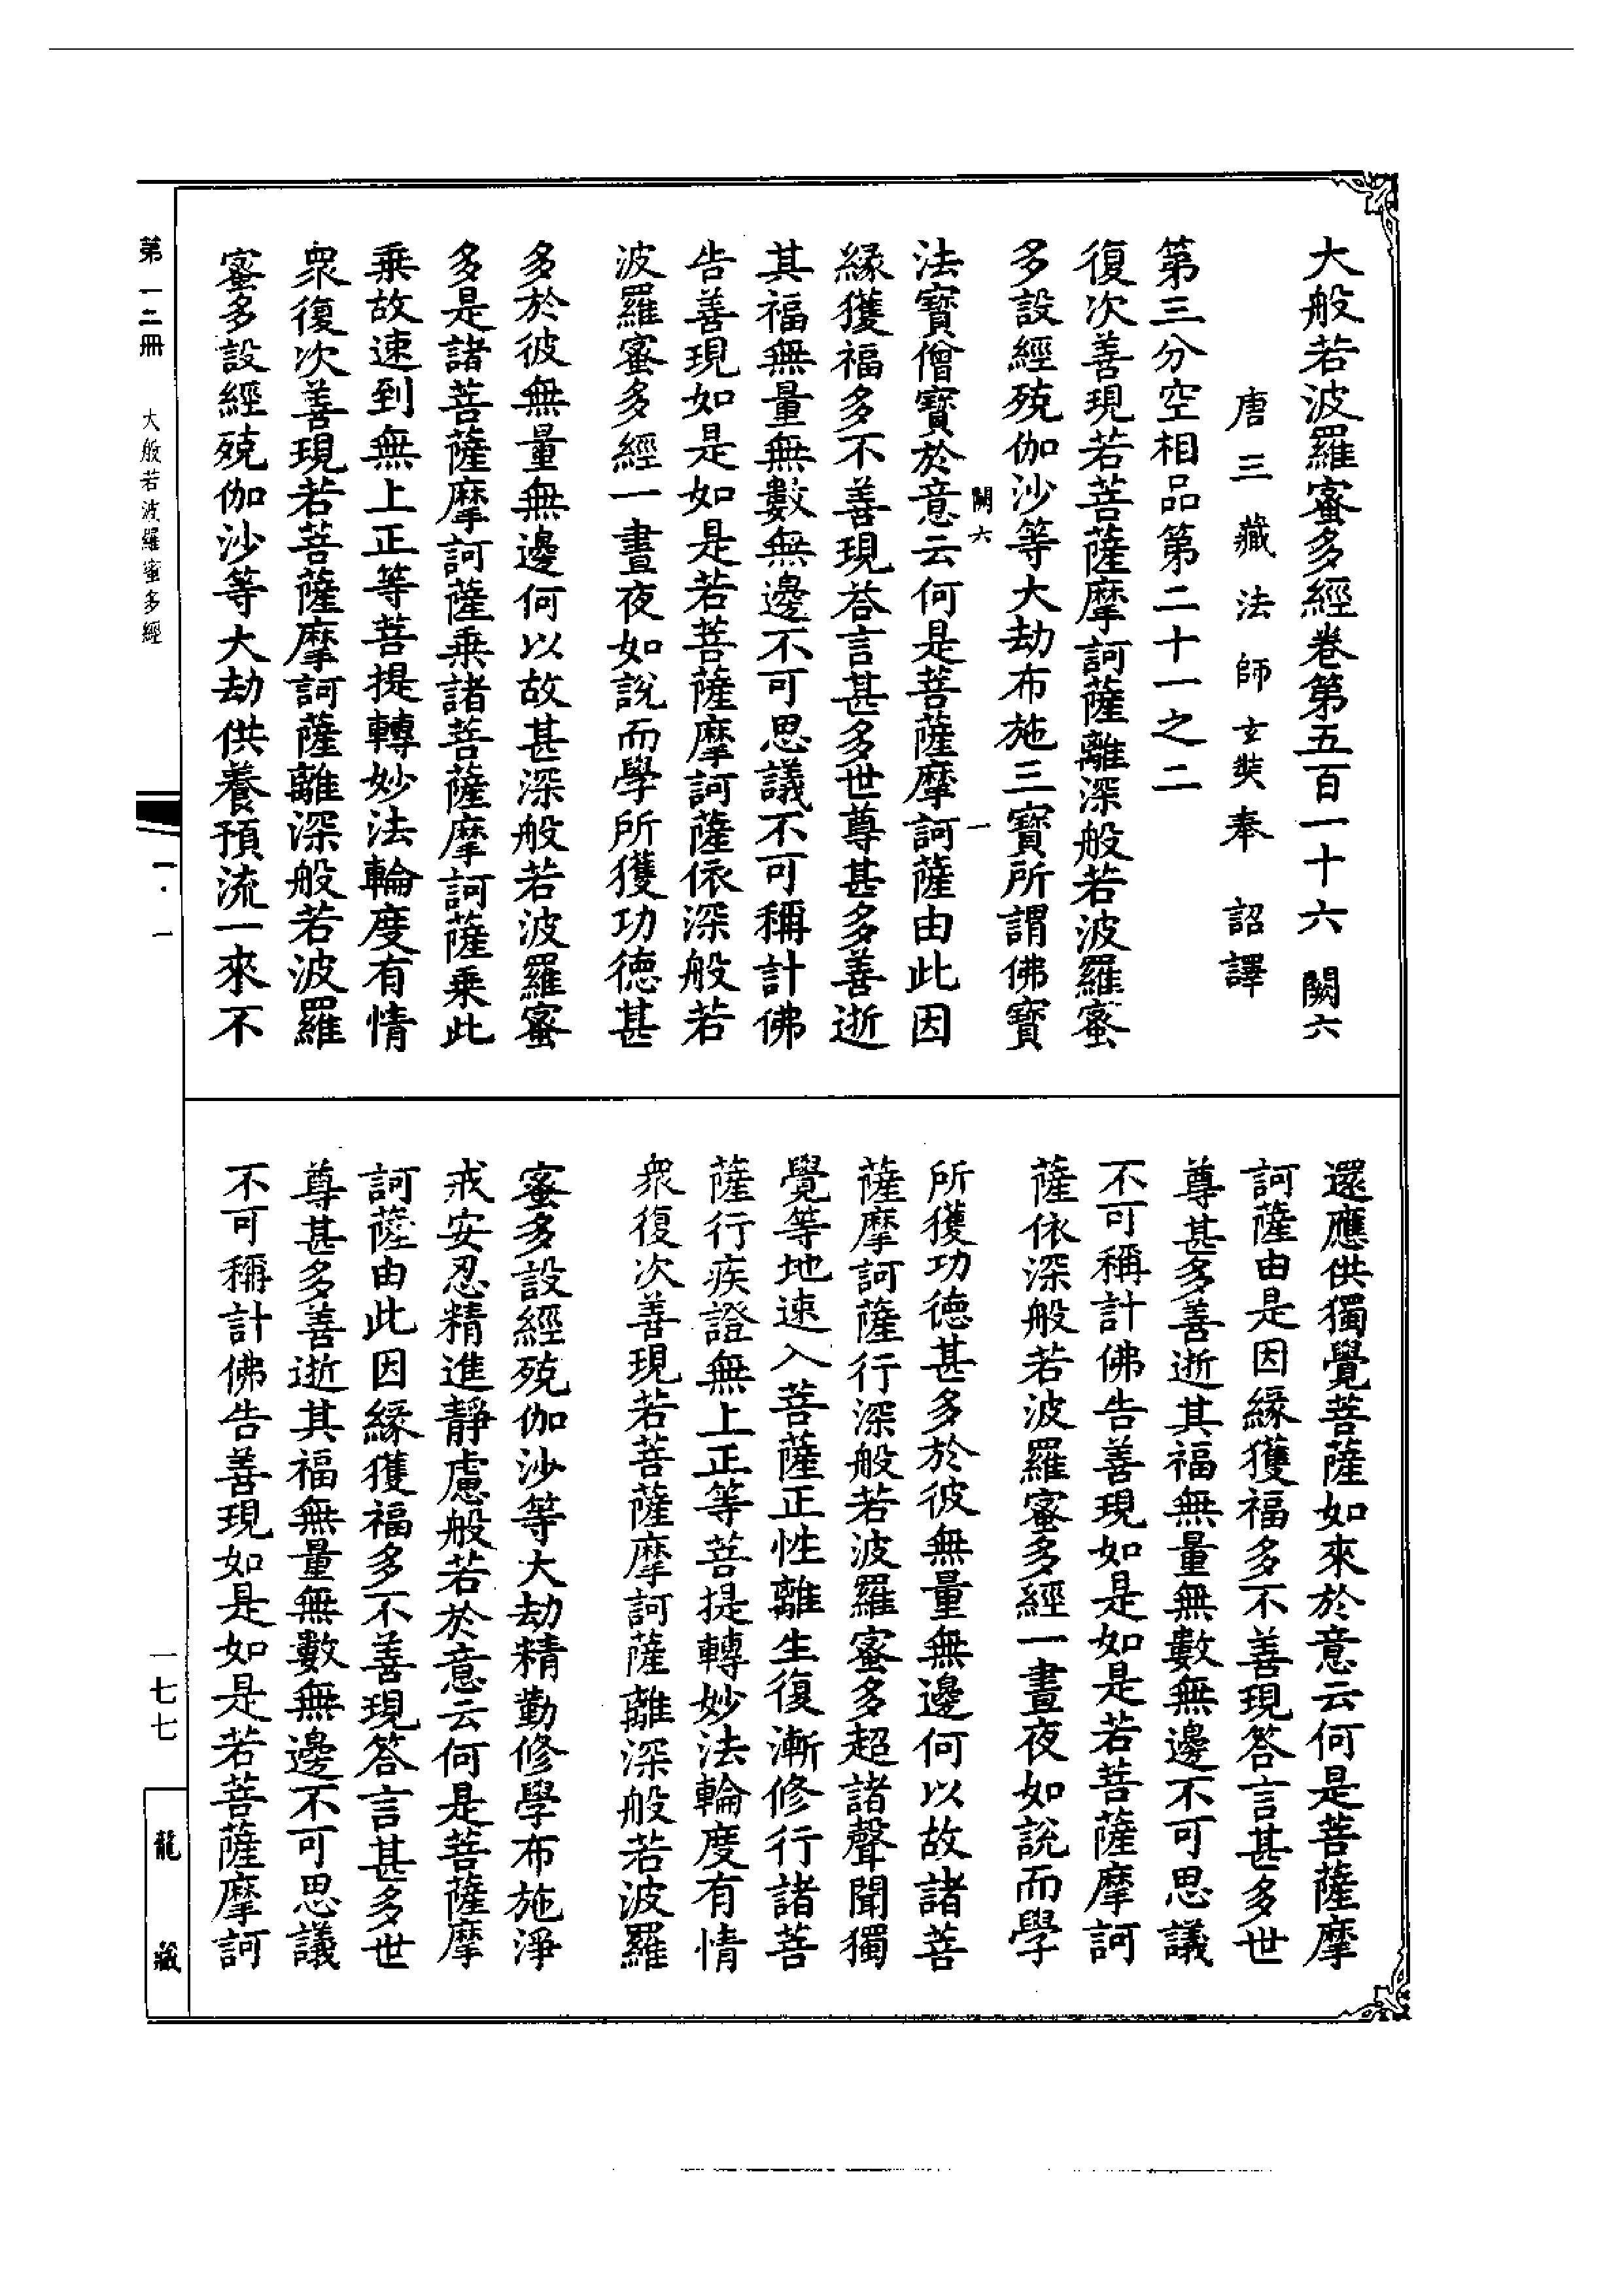 大般若波羅蜜多經卷第五百一十六 闕六
唐三藏法師玄奘奉 詔譯
第三分空相品第二十一之二
復次善現若菩薩摩訶薩離深般若波羅蜜
多設經殑伽沙等大劫布施三寶所謂佛寶
闕六 一
法寶僧寶於意云何是菩薩摩訶薩由此因
緣獲福多不善現荅言甚多世尊甚多善逝
其福無量無數無邊不可思議不可稱計佛
告善現如是如是若菩薩摩訶薩依深般若
波羅蜜多經一晝夜如說而學所獲功德甚
多於彼無量無邊何以故甚深般若波羅蜜
多是諸菩薩摩訶薩乘諸菩薩摩訶薩乘此
乘故速到無上正等菩提轉妙法輪度有情
衆復次善現若菩薩摩訶薩離深般若波羅
蜜多設經殑伽沙等大劫供養預流一來不
還應供獨覺菩薩如來於意云何是菩薩摩
訶薩由是因緣獲福多不善現答言甚多世
尊甚多善逝其福無量無數無邊不可思議
不可稱計佛告善現如是如是若菩薩摩訶
薩依深般若波羅蜜多經一晝夜如說而學
所獲功德甚多於彼無量無邊何以故諸菩
薩摩訶薩行深般若波羅蜜多超諸聲聞獨
覺等地速入菩薩正性離生復漸修行諸菩
薩行疾證無上正等菩提轉妙法輪度有情
衆復次善現若菩薩摩訶薩離深般若波羅
蜜多設經殑伽沙等大劫精勤修學布施淨
戒安忍精進靜慮般若於意云何是菩薩摩
訶薩由此因緣獲福多不善現答言甚多世
尊甚多善逝其福無量無數無邊不可思議
不可稱計佛告善現如是如是若菩薩摩訶
第一二冊 大般若波羅蜜多經 一·一
一七七
龍藏